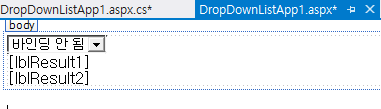 DropDownListApp1.aspx.cs* DropDownListApp1.aspx*
body
바인딩 안 됨
[lblResult1]
[lblResult2]